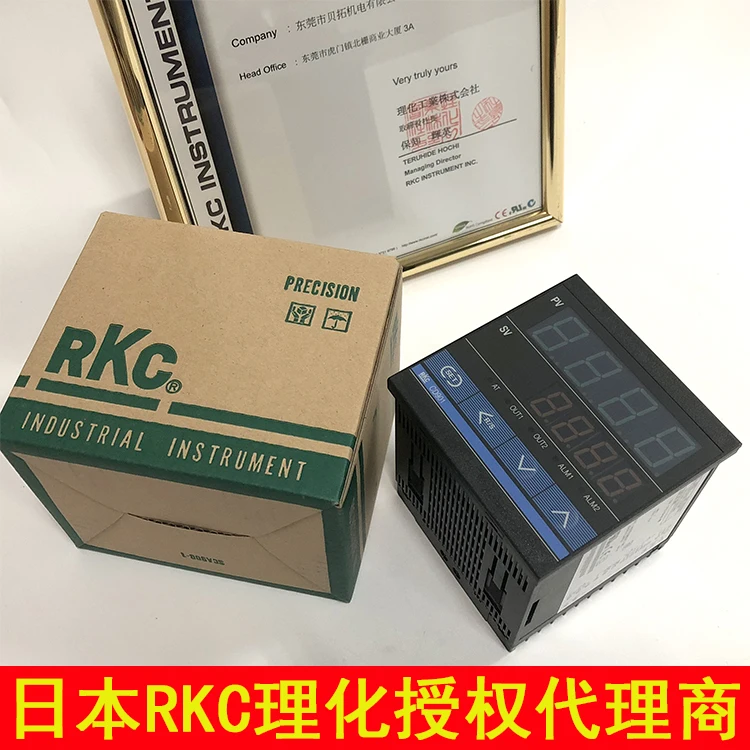 Company : 东莞市贝拓机电有限公
Head Office : 东莞市虎门镇北栅商业大厦 3A
Very truly yours
理化工業株式会社
TERUHIDE HOCHI
Managing Director
RKC INSTRUMENT INC.
RKC INSTRUMENT
PRECISION
RKC®
INDUSTRIAL INSTRUMENT
PV
SV
SET
AT
OUT1
OUT2
ALM1
ALM2
R/S
日本RKC理化授权代理商